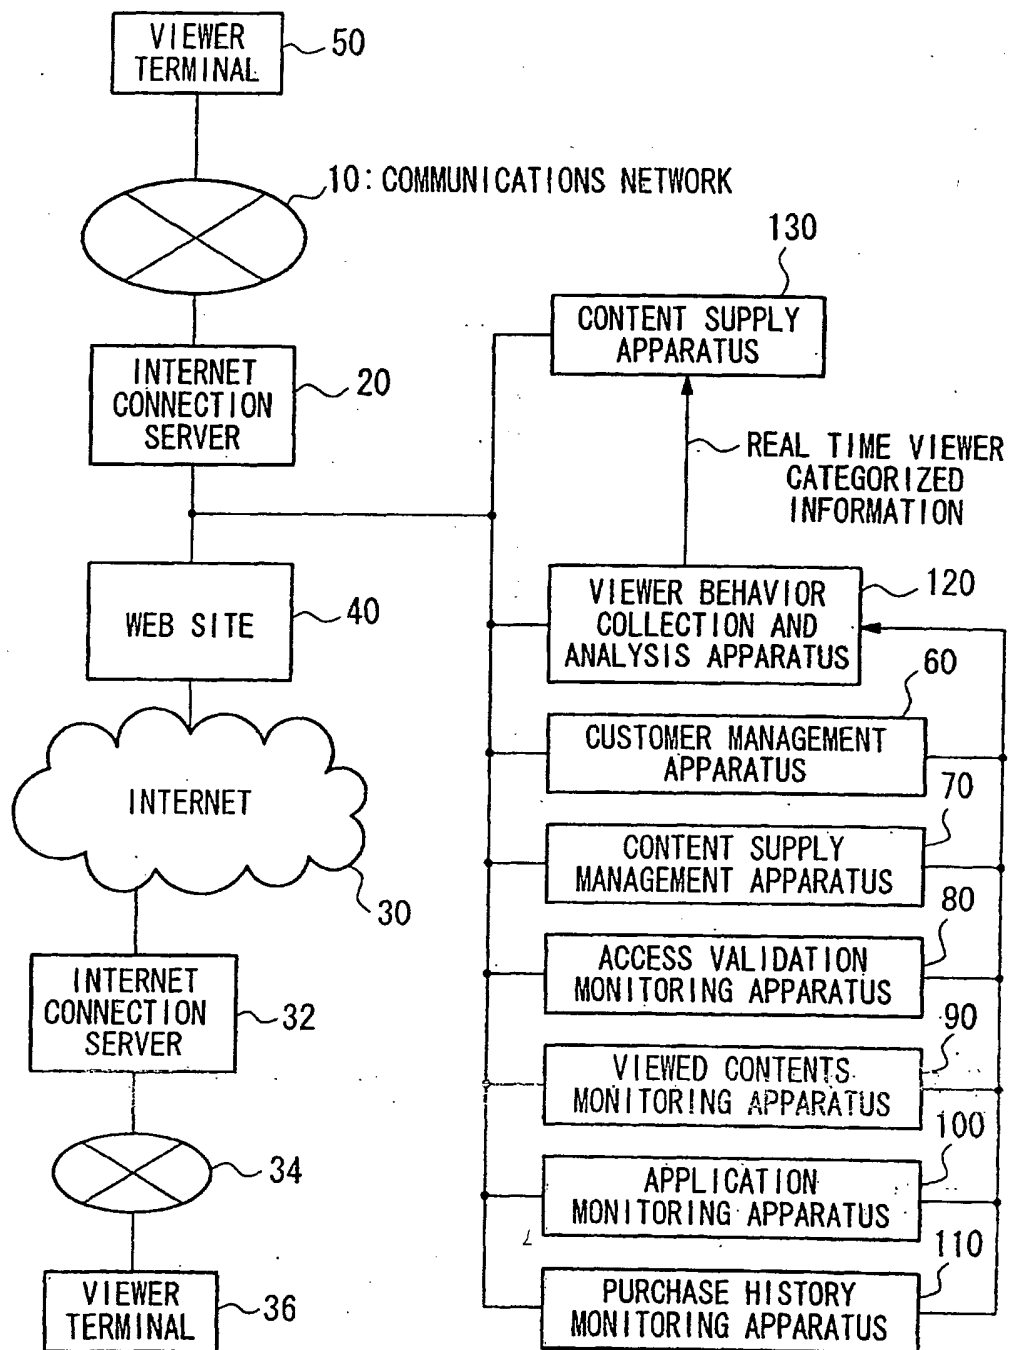 VIEWER
TERMINAL
50
10: COMMUNICATIONS NETWORK
130
CONTENT SUPPLY
APPARATUS
INTERNET
CONNECTION
SERVER
20
REAL TIME VIEWER
CATEGORIZED
INFORMATION
WEB SITE
40
VIEWER BEHAVIOR
COLLECTION AND
ANALYSIS APPARATUS
120
60
CUSTOMER MANAGEMENT
APPARATUS
INTERNET
30
70
CONTENT SUPPLY
MANAGEMENT APPARATUS
80
ACCESS VALIDATION
MONITORING APPARATUS
INTERNET
CONNECTION
SERVER
32
90
VIEWED CONTENTS
MONITORING APPARATUS
34
100
APPLICATION
MONITORING APPARATUS
110
PURCHASE HISTORY
MONITORING APPARATUS
VIEWER
TERMINAL
36